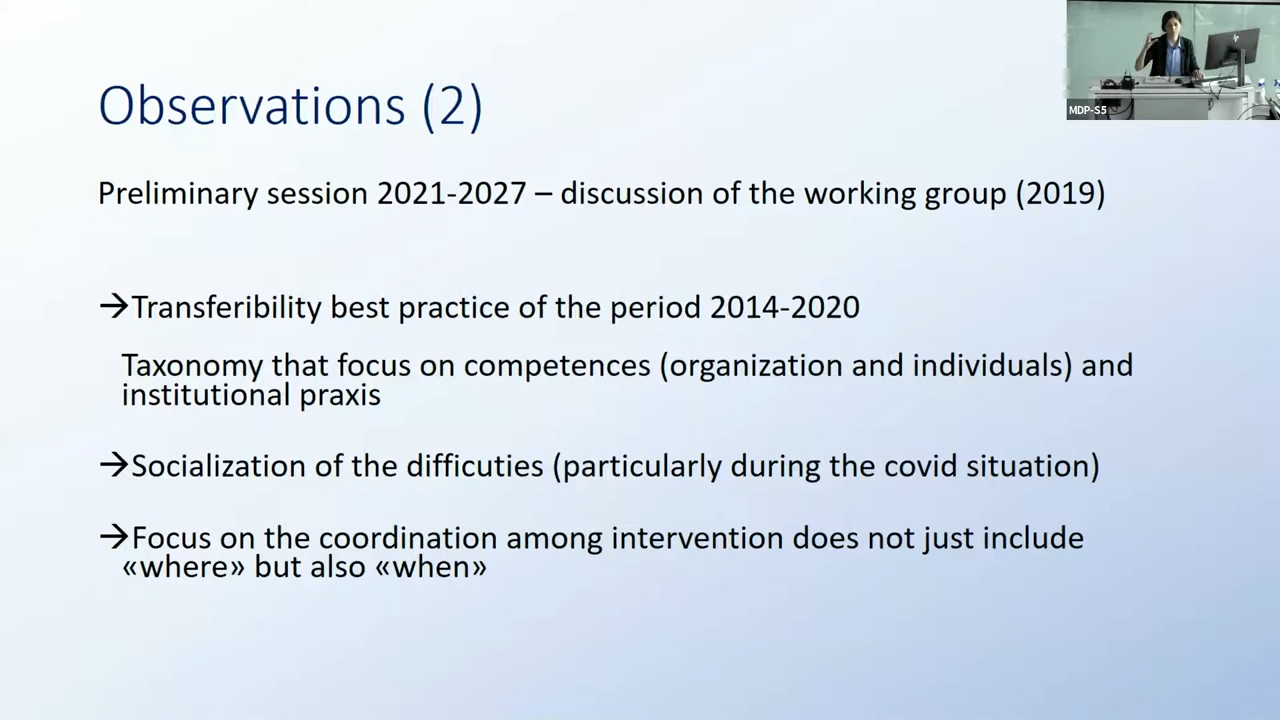 MDP-S5
Observations (2)
Preliminary session 2021-2027 – discussion of the working group (2019)
→Transferibility best practice of the period 2014-2020
Taxonomy that focus on competences (organization and individuals) and
institutional praxis
→Socialization of the difficuties (particularly during the covid situation)
→Focus on the coordination among intervention does not just include
«where» but also «when»